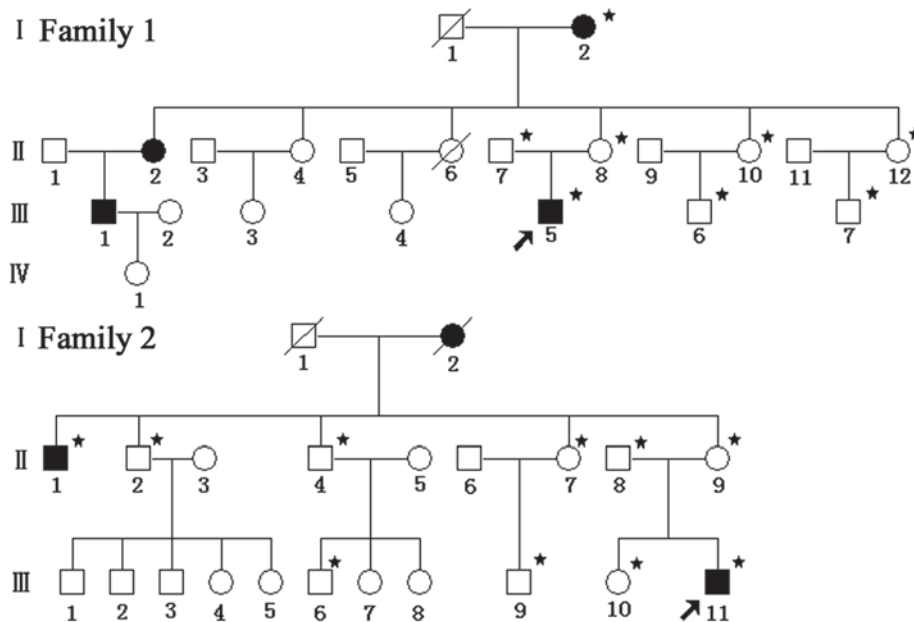 I Family 1
1 2
II
1 2 3 4 5 6 7 8 9 10 11 12
III
1 2 3 4 5 6 7
IV
1
I Family 2
1 2
II
1 2 3 4 5 6 7 8 9
III
1 2 3 4 5 6 7 8 9 10 11